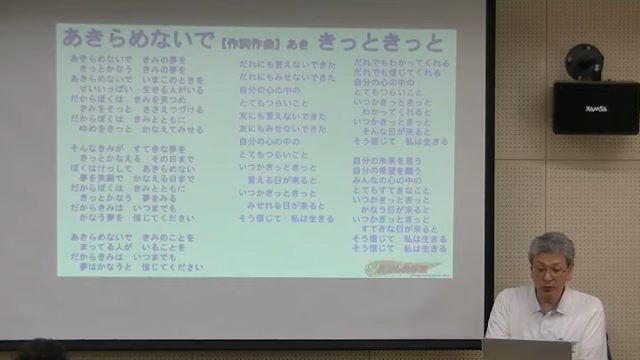 あきらめないで 【作詞作曲】あき きっときっと
あきらめないで きみの夢を
きっとかなう きみの夢を
あきらめないで いまこのときを
せいいっぱい 生きる人がいる
だからぼくは きみを見つめ
きみをそっと ささえつづける
だからぼくは きみとともに
ゆめをきっと かなえてみせる
そんなきみが すてきな夢を
きっとかなえる その日まで
ぼくはけっして あきらめない
夢を笑顔で かなえる日まで
だからぼくは きみとともに
きっとかなう 夢をみる
だからきみは いつまでも
かなう夢を 信じてください
あきらめないで きみのことを
まってる人が いることを
だからきみは いつまでも
夢はかなうと 信じてください
だれにも言えないできた
だれにもみせないできた
自分の心の中の
とてもつらいこと
友にも言えないできた
友にもみせないできた
自分の心の中の
とてもつらいこと
いつかきっときっと
言える日が来ると
いつかきっときっと
みせれる日が来ると
そう信じて 私は生きる
だれでもわかってくれる
だれでも信じてくれる
自分の心の中の
とてもつらいこと
いつかきっときっと
わかってくれると
いつかきっときっと
そんな日が来ると
そう信じて 私は生きる
自分の未来を思う
自分の希望を願う
みんなの心の中の
とてもすてきなこと
いつかきっときっと
かなう日が来ると
いつかきっときっと
すてきな日が来ると
そう信じて 私は生きる
そう信じて 私は生きる
RAMSA